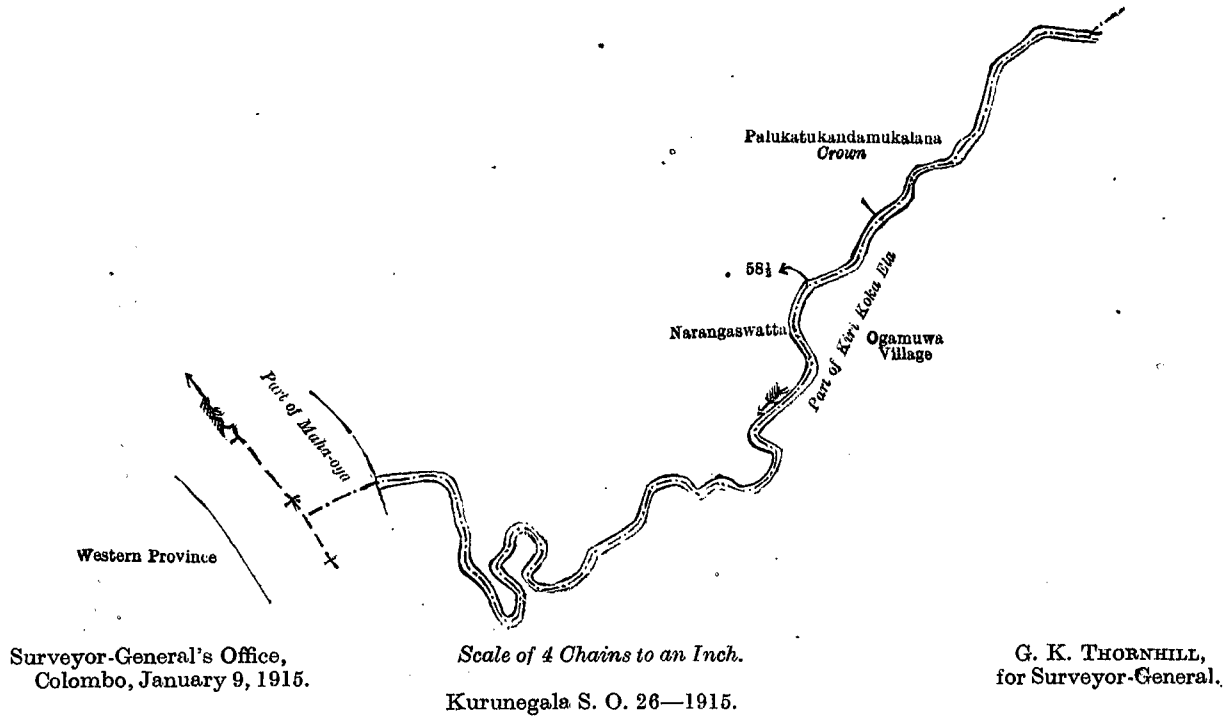 Palukatukandamukalana
Crown
58½
Part of Kiri Koka Ela
Narangaswatta
Ogamuwa
Village
Part of Maha-oya
Western Province
Surveyor-General's Office,
Colombo, January 9, 1915.
Scale of 4 Chains to an Inch.
Kurunegala S. O. 26—1915.
G. K. THORNHILL,
for Surveyor-General.